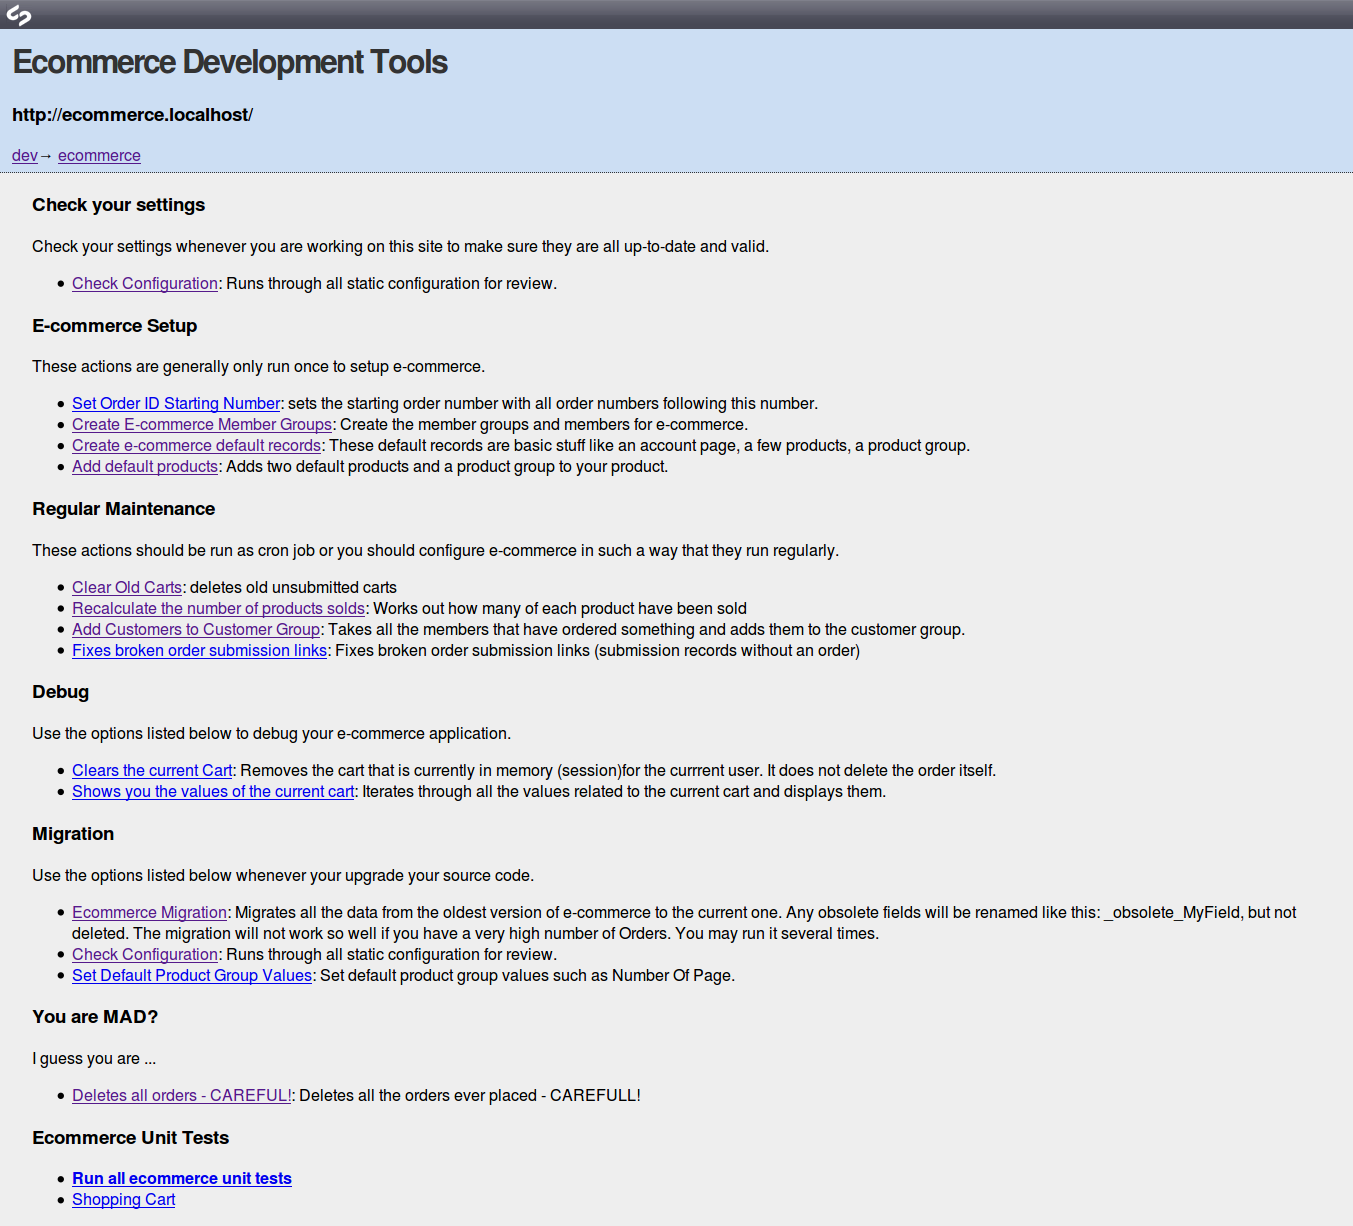 Ecommerce Development Tools
http://ecommerce.localhost/
dev→ ecommerce
Check your settings
Check your settings whenever you are working on this site to make sure they are all up-to-date and valid.
Check Configuration: Runs through all static configuration for review.
E-commerce Setup
These actions are generally only run once to setup e-commerce.
Set Order ID Starting Number: sets the starting order number with all order numbers following this number.
Create E-commerce Member Groups: Create the member groups and members for e-commerce.
Create e-commerce default records: These default records are basic stuff like an account page, a few products, a product group.
Add default products: Adds two default products and a product group to your product.
Regular Maintenance
These actions should be run as cron job or you should configure e-commerce in such a way that they run regularly.
Clear Old Carts: deletes old unsubmitted carts
Recalculate the number of products solds: Works out how many of each product have been sold
Add Customers to Customer Group: Takes all the members that have ordered something and adds them to the customer group.
Fixes broken order submission links: Fixes broken order submission links (submission records without an order)
Debug
Use the options listed below to debug your e-commerce application.
Clears the current Cart: Removes the cart that is currently in memory (session)for the currrent user. It does not delete the order itself.
Shows you the values of the current cart: Iterates through all the values related to the current cart and displays them.
Migration
Use the options listed below whenever your upgrade your source code.
Ecommerce Migration: Migrates all the data from the oldest version of e-commerce to the current one. Any obsolete fields will be renamed like this: _obsolete_MyField, but not
deleted. The migration will not work so well if you have a very high number of Orders. You may run it several times.
Check Configuration: Runs through all static configuration for review.
Set Default Product Group Values: Set default product group values such as Number Of Page.
You are MAD?
I guess you are ...
Deletes all orders - CAREFUL!: Deletes all the orders ever placed - CAREFULL!
Ecommerce Unit Tests
Run all ecommerce unit tests
Shopping Cart